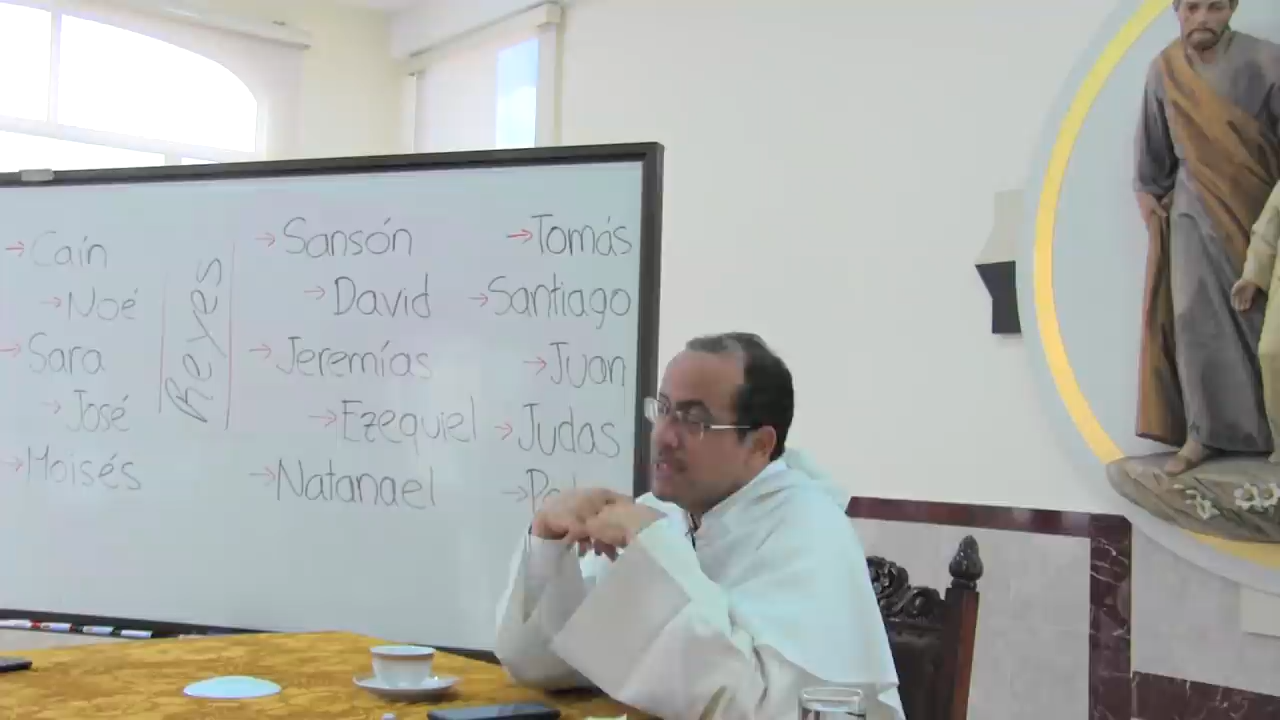 → Caín
→ Noé
→ Sara
→ José
→ Moisés
Reyes
→ Sansón
→ David
→ Jeremías
→ Ezequiel
→ Natanael
→ Tomás
→ Santiago
→ Juan
→ Judas